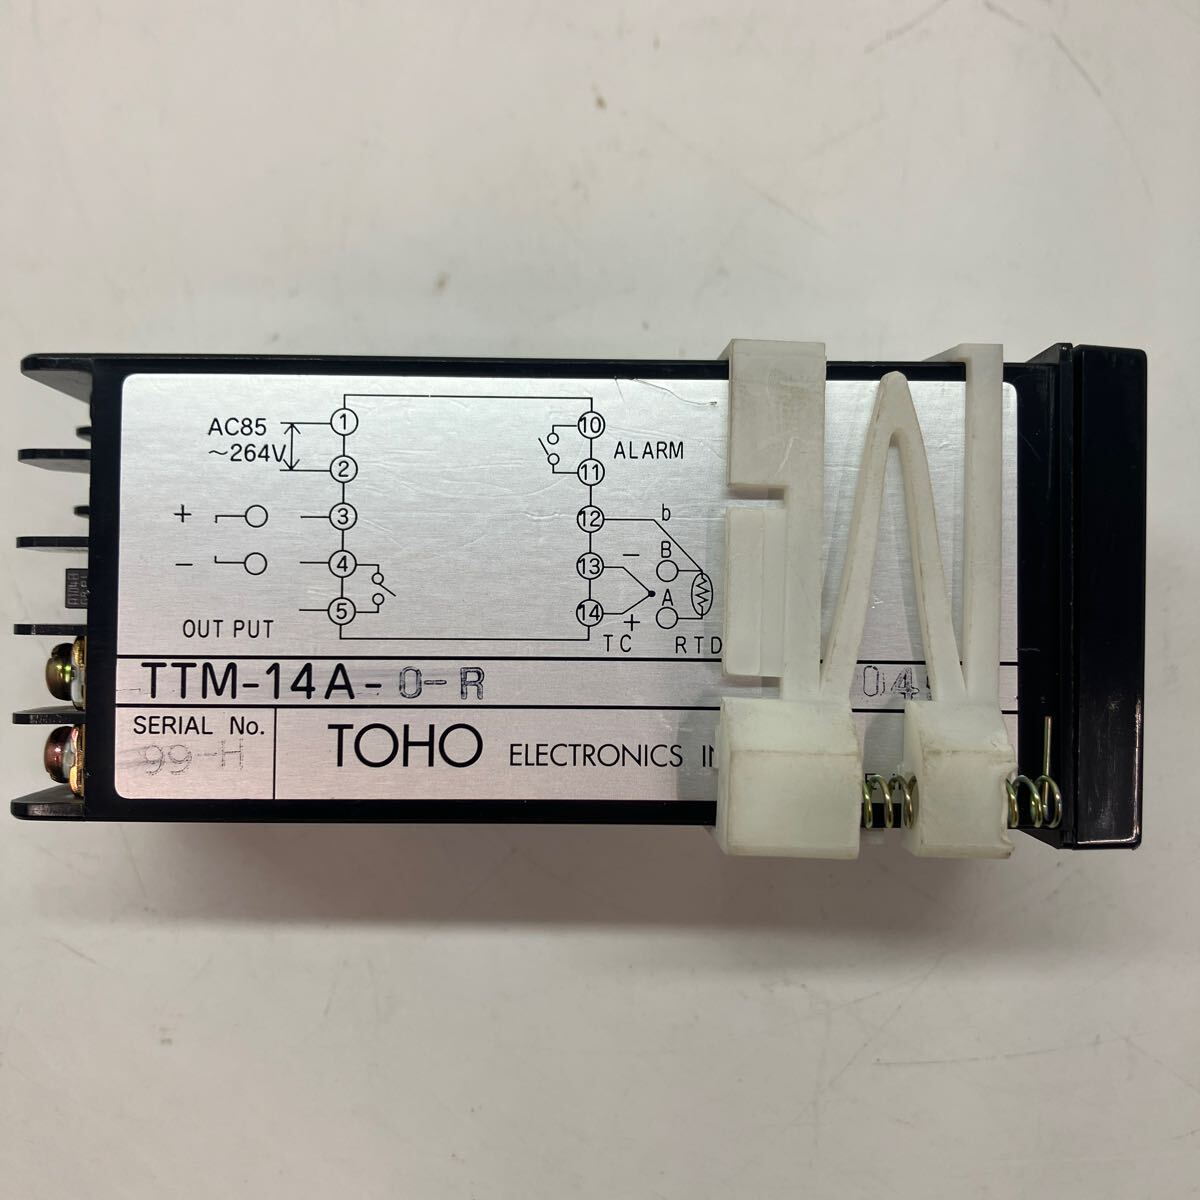 AC85
~264V
1
2
+
3
−
4
5
OUT PUT
10
ALARM
11
12
b
−
B
13
A
14
+
TC
RTD
TTM-14A-0-R
04
SERIAL No.
99-H
TOHO ELECTRONICS